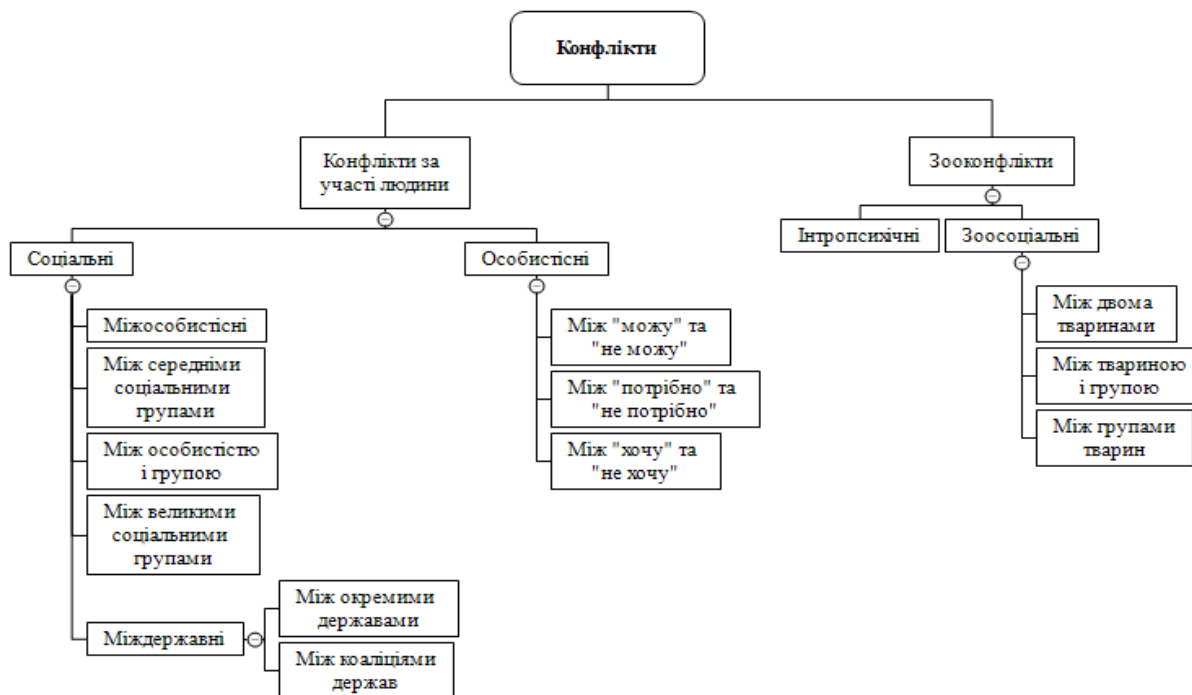 Конфлікти
Конфлікти за
участі людини
Зооконфлікти
Соціальні
Особистісні
Інтропсихічні
Зоосоціальні
Міжособистісні
Між середніми
соціальними
групами
Між особистістю
і групою
Між великими
соціальними
групами
Міждержавні
Між окремими
державами
Між коаліціями
держав
Між "можу" та
"не можу"
Між "потрібно" та
"не потрібно"
Між "хочу" та
"не хочу"
Між двома
тваринами
Між твариною
і групою
Між групами
тварин